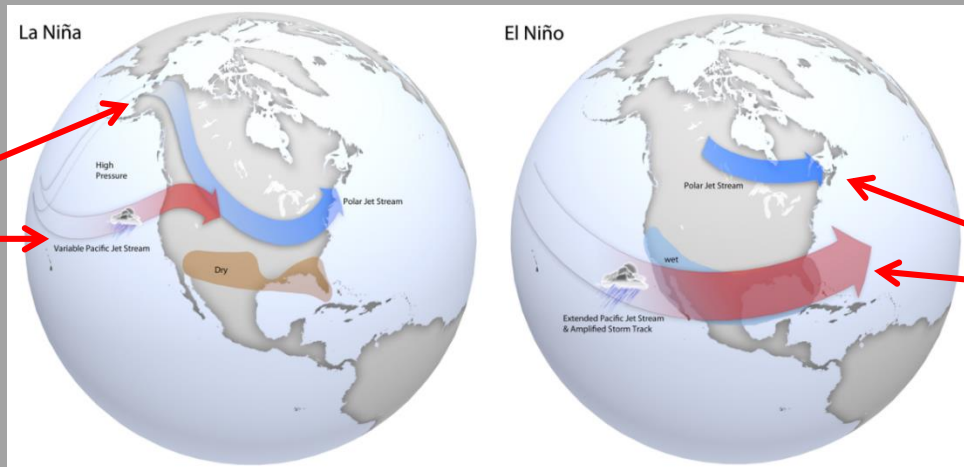 La Niña
High
Pressure
Polar Jet Stream
Variable Pacific Jet Stream
Dry
El Niño
Polar Jet Stream
wet
Extended Pacific Jet Stream
& Amplified Storm Track